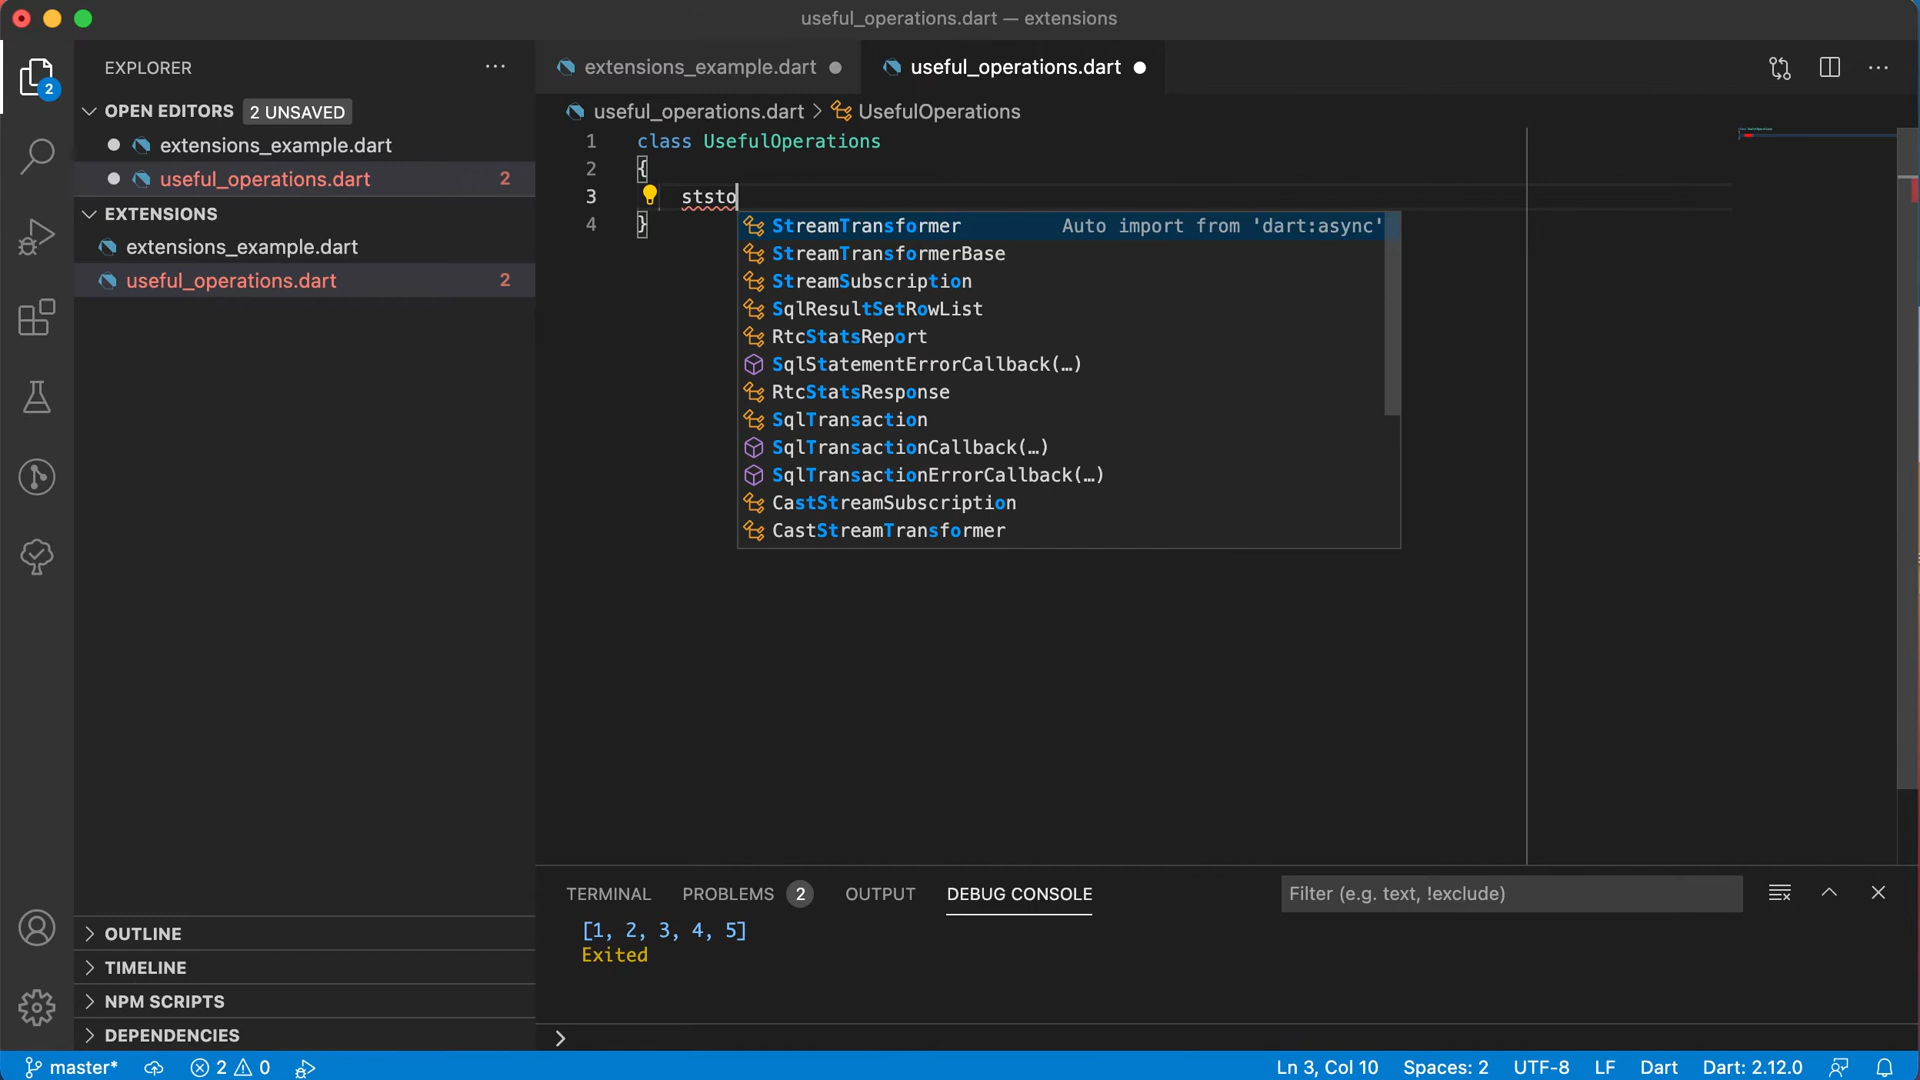 useful_operations.dart — extensions
2
EXPLORER
OPEN EDITORS 2 UNSAVED
extensions_example.dart
useful_operations.dart 2
EXTENSIONS
extensions_example.dart
useful_operations.dart 2
OUTLINE
TIMELINE
NPM SCRIPTS
DEPENDENCIES
extensions_example.dart useful_operations.dart
useful_operations.dart > UsefulOperations
1 class UsefulOperations
2 {
3 ststo
4 }
StreamTransformer Auto import from 'dart:async'
StreamTransformerBase
StreamSubscription
SqlResultSetRowList
RtcStatsReport
SqlStatementErrorCallback(…)
RtcStatsResponse
SqlTransaction
SqlTransactionCallback(…)
SqlTransactionErrorCallback(…)
CastStreamSubscription
CastStreamTransformer
TERMINAL PROBLEMS 2 OUTPUT DEBUG CONSOLE Filter (e.g. text, !exclude)
[1, 2, 3, 4, 5]
Exited
master* 2 0 Ln 3, Col 10 Spaces: 2 UTF-8 LF Dart Dart: 2.12.0